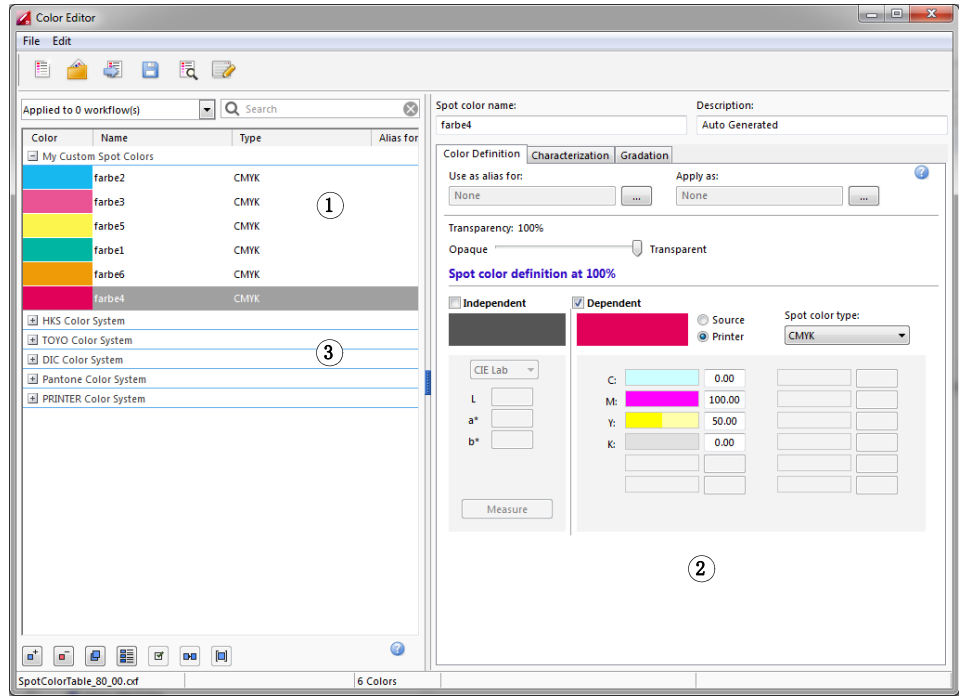 Color Editor
File Edit
Applied to 0 workflow(s)
Search
Color Name Type Alias for
My Custom Spot Colors
farbe2 CMYK
farbe3 CMYK
farbe5 CMYK
farbe1 CMYK
farbe6 CMYK
farbe4 CMYK
HKS Color System
TOYO Color System
DIC Color System
Pantone Color System
PRINTER Color System
①
③
SpotColorTable_80_00.cxf
6 Colors
Spot color name: Description:
farbe4 Auto Generated
Color Definition Characterization Gradation
Use as alias for: Apply as:
None ... None ...
Transparency: 100%
Opaque Transparent
Spot color definition at 100%
Independent Dependent
Source
Printer
Spot color type:
CMYK
CIE Lab
L
a*
b*
Measure
C: 0.00
M: 100.00
Y: 50.00
K: 0.00
②